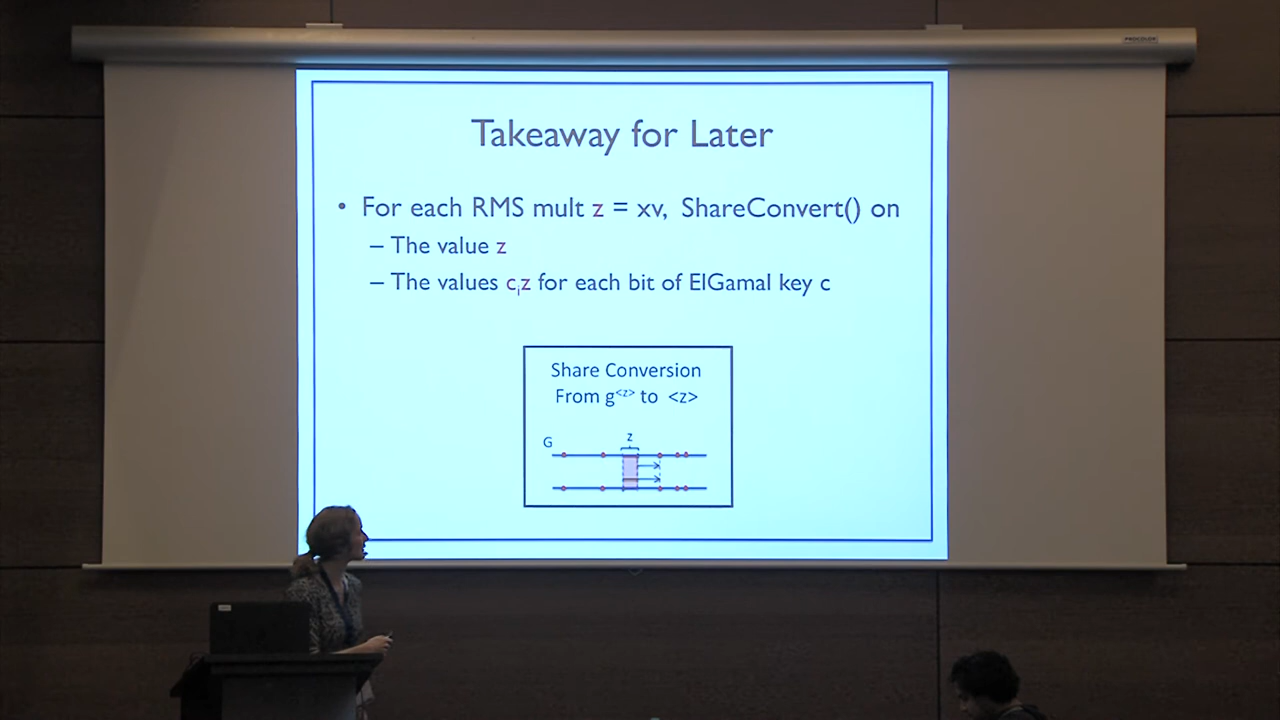 PROCOLOR
Takeaway for Later
• For each RMS mult z = xv, ShareConvert() on
– The value z
– The values cᵢz for each bit of ElGamal key c
Share Conversion
From g<z> to <z>
z
G